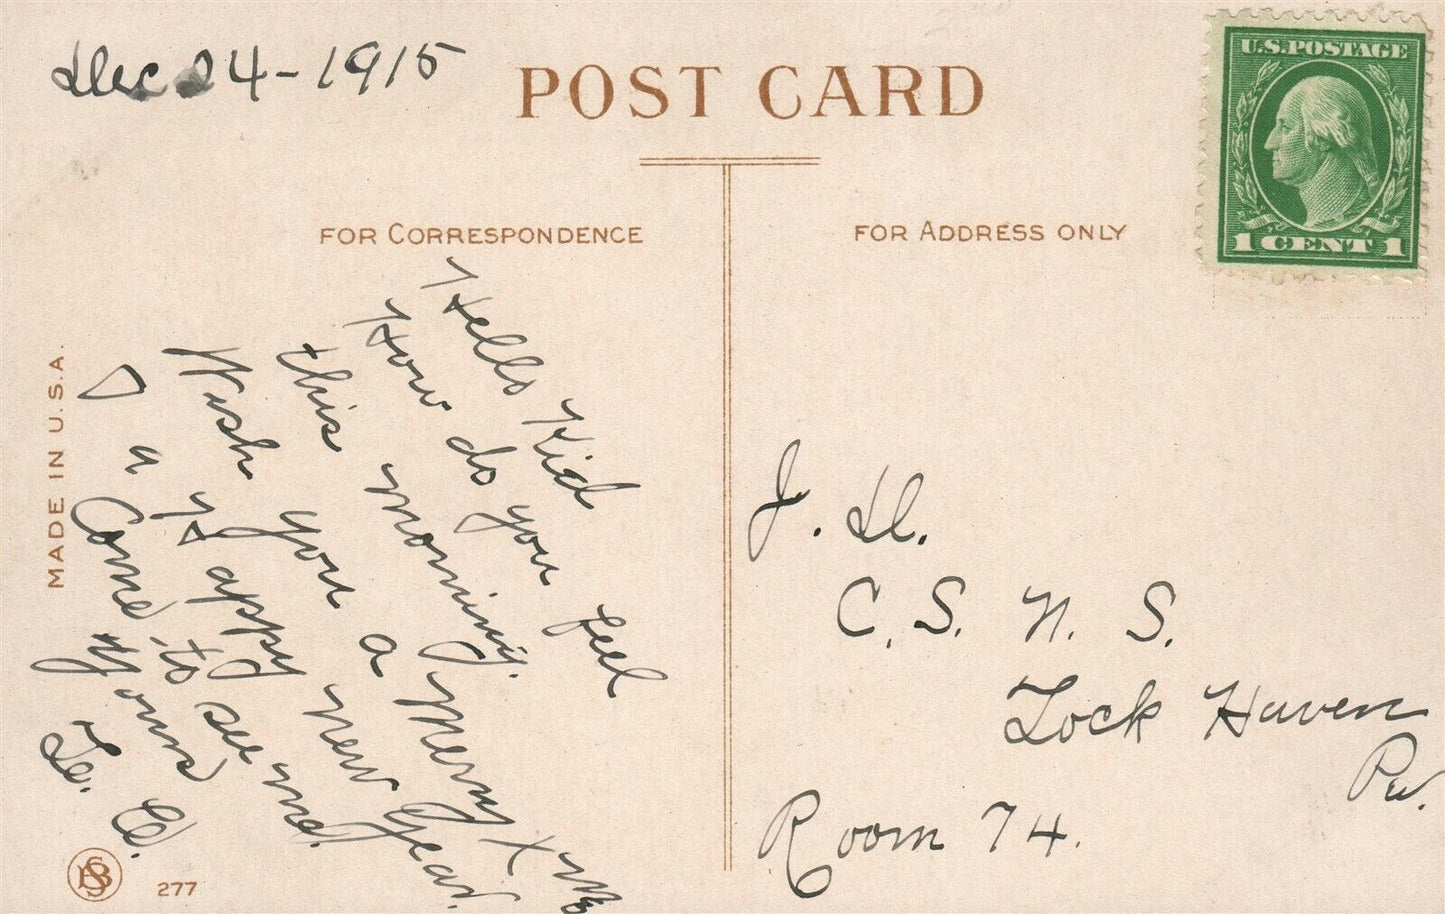 Dec 24-1915
POST CARD
U.S. POSTAGE
1 CENT 1
FOR CORRESPONDENCE
FOR ADDRESS ONLY
MADE IN U.S.A.
Hello Kid
How do you feel
this morning.
Wish you a Merry Xms
a Happy New Year.
Come to see me.
Yours
J. D.
C. S. N. S.
Lock Haven
Pa.
Room 74.
277